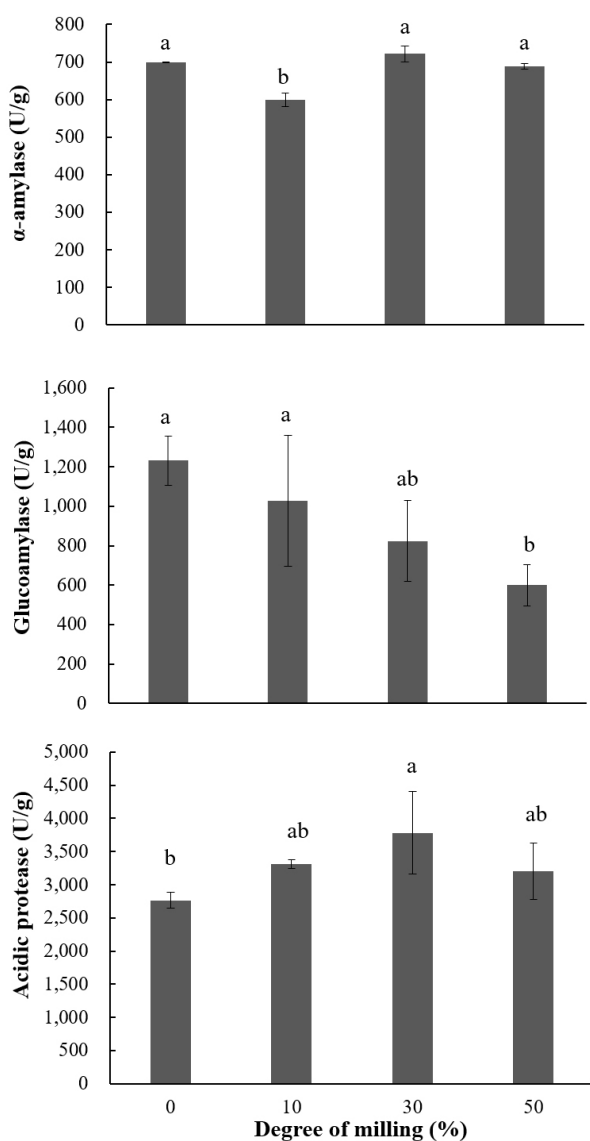 α-amylase (U/g)
800
700
600
500
400
300
200
100
0
a
b
a
a
Glucoamylase (U/g)
1,600
1,400
1,200
1,000
800
600
400
200
0
a
a
ab
b
Acidic protease (U/g)
5,000
4,500
4,000
3,500
3,000
2,500
2,000
1,500
1,000
500
0
b
ab
a
ab
0 10 30 50
Degree of milling (%)